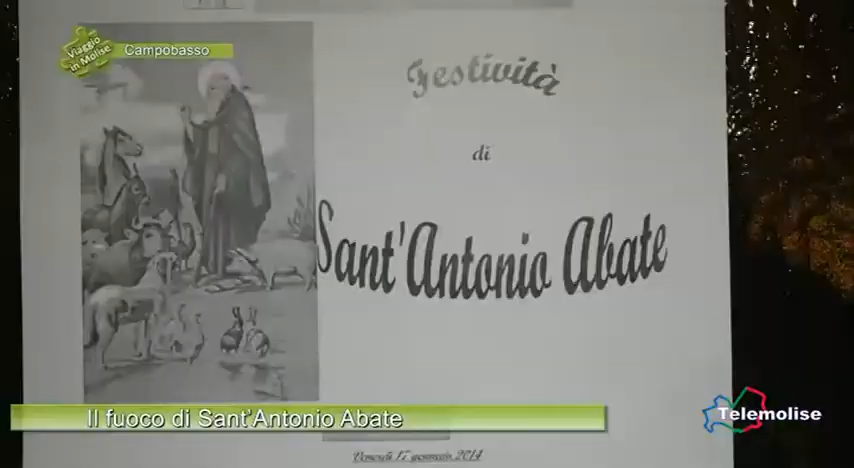 Viaggio
in Molise
Campobasso
Festività
di
Sant'Antonio Abate
Il fuoco di Sant'Antonio Abate
Telemolise
Venerdì 17 gennaio 2014